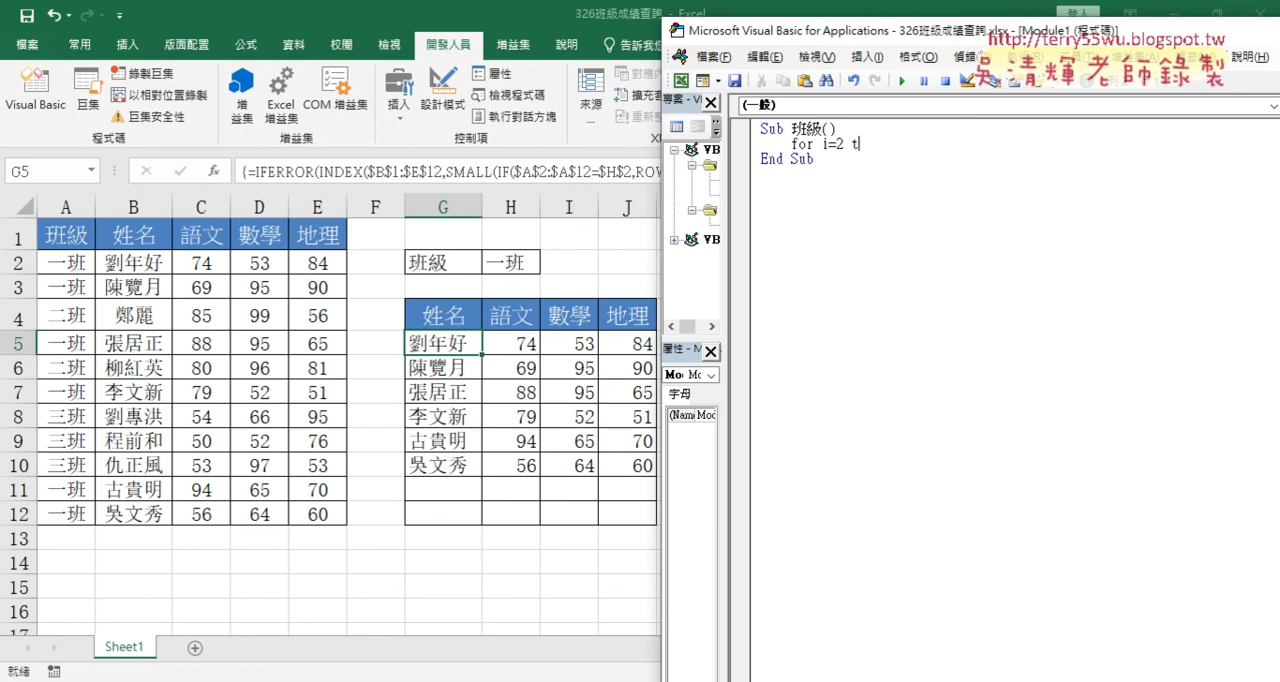 326班級成績查詢 - Excel
登入
檔案 常用 插入 版面配置 公式 資料 校閱 檢視 開發人員 增益集 說明 告訴我
Visual Basic 巨集 錄製巨集 以相對位置錄製 巨集安全性
程式碼
增益集 Excel 增益集 COM 增益集
增益集
插入 設計模式 屬性 檢視程式碼 執行對話方塊
控制項
來源
G5 fx {=IFERROR(INDEX($B$1:$E$12,SMALL(IF($A$2:$A$12=$H$2,ROW
A B C D E F G H I J
1 班級 姓名 語文 數學 地理
2 一班 劉年好 74 53 84 班級 一班
3 一班 陳覽月 69 95 90
4 二班 鄭麗 85 99 56 姓名 語文 數學 地理
5 一班 張居正 88 95 65 劉年好 74 53 84
6 二班 柳紅英 80 96 81 陳覽月 69 95 90
7 一班 李文新 79 52 51 張居正 88 95 65
8 三班 劉專洪 54 66 95 李文新 79 52 51
9 三班 程前和 50 52 76 古貴明 94 65 70
10 三班 仇正風 53 97 53 吳文秀 56 64 60
11 一班 古貴明 94 65 70
12 一班 吳文秀 56 64 60
13
14
15
16
17
Sheet1
就緒
Microsoft Visual Basic for Applications - 326班級成績查詢.xlsx - [Module1 (程式碼)]
http://terry55wu.blogspot.tw
檔案(F) 編輯(E) 檢視(V) 插入(I) 格式(O) 說明(H)
吳清輝老師錄製
專案 - V
VB
VB
屬性 - M
Mo Mo
字母
(Nam Mod
(一般)
Sub 班級()
for i=2 t
End Sub